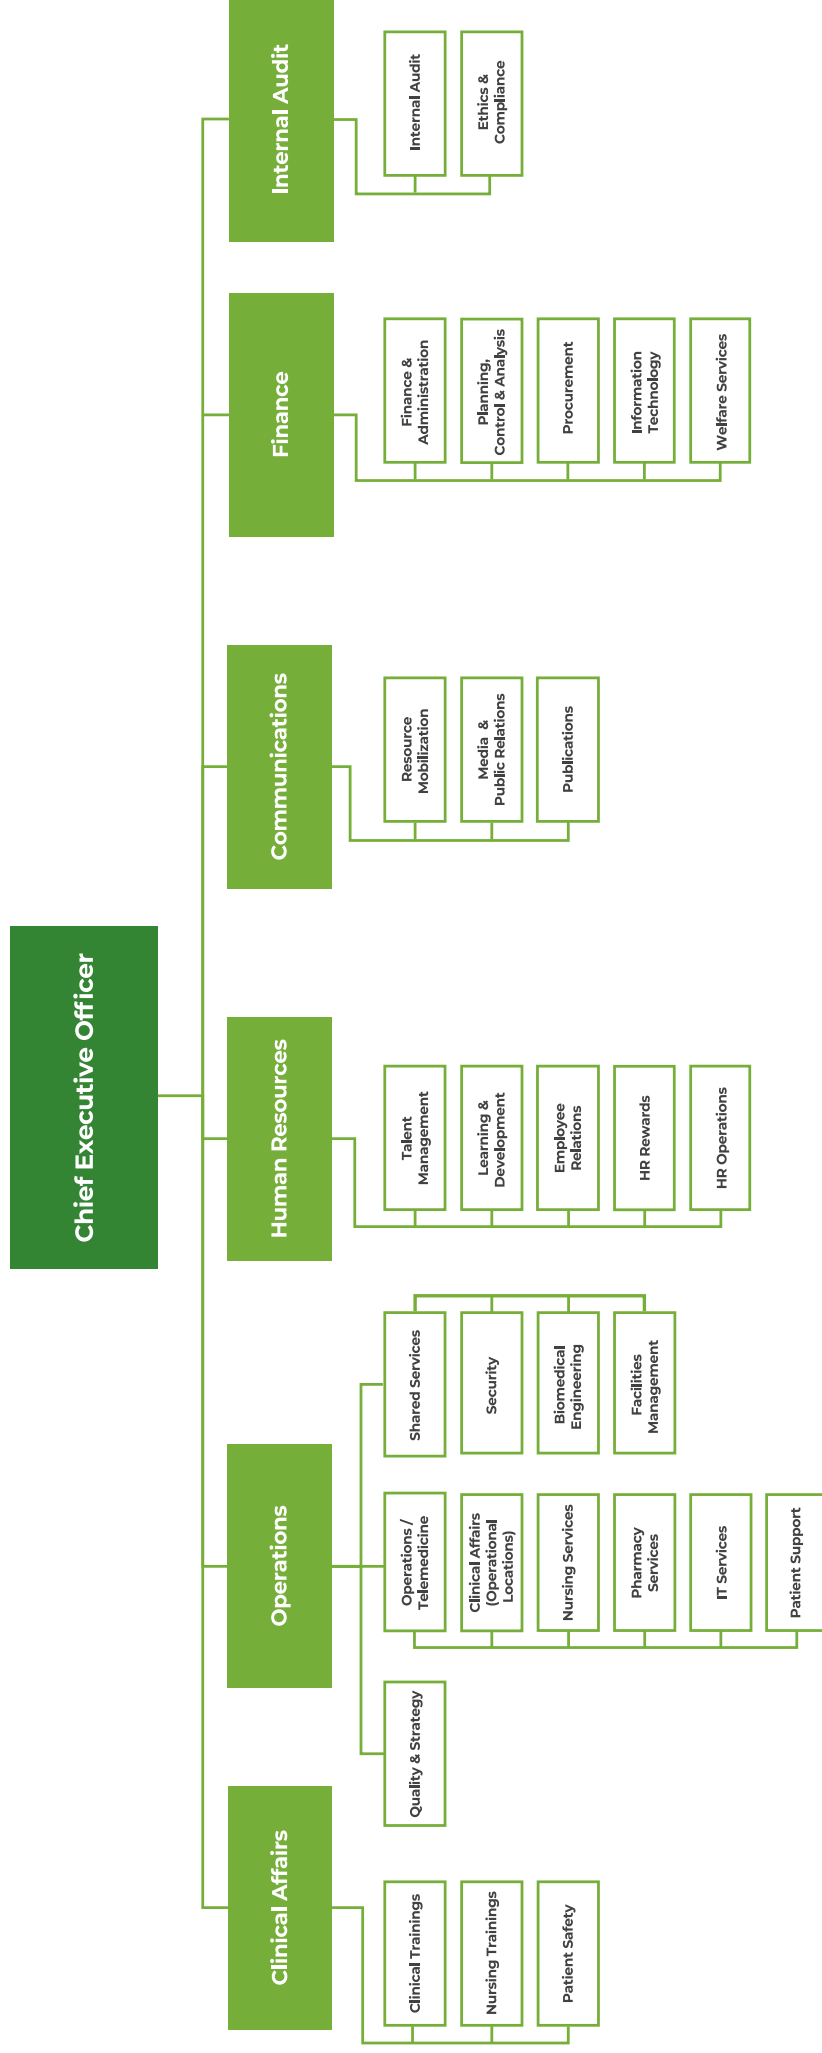 Chief Executive Officer
Clinical Affairs
Clinical Trainings
Nursing Trainings
Patient Safety
Operations
Quality & Strategy
Operations /
Telemedicine
Clinical Affairs
(Operational
Locations)
Nursing Services
Pharmacy
Services
IT Services
Patient Support
Shared Services
Security
Biomedical
Engineering
Facilities
Management
Human Resources
Talent
Management
Learning &
Development
Employee
Relations
HR Rewards
HR Operations
Communications
Resource
Mobilization
Media &
Public Relations
Publications
Finance
Finance &
Administration
Planning,
Control & Analysis
Procurement
Information
Technology
Welfare Services
Internal Audit
Internal Audit
Ethics &
Compliance